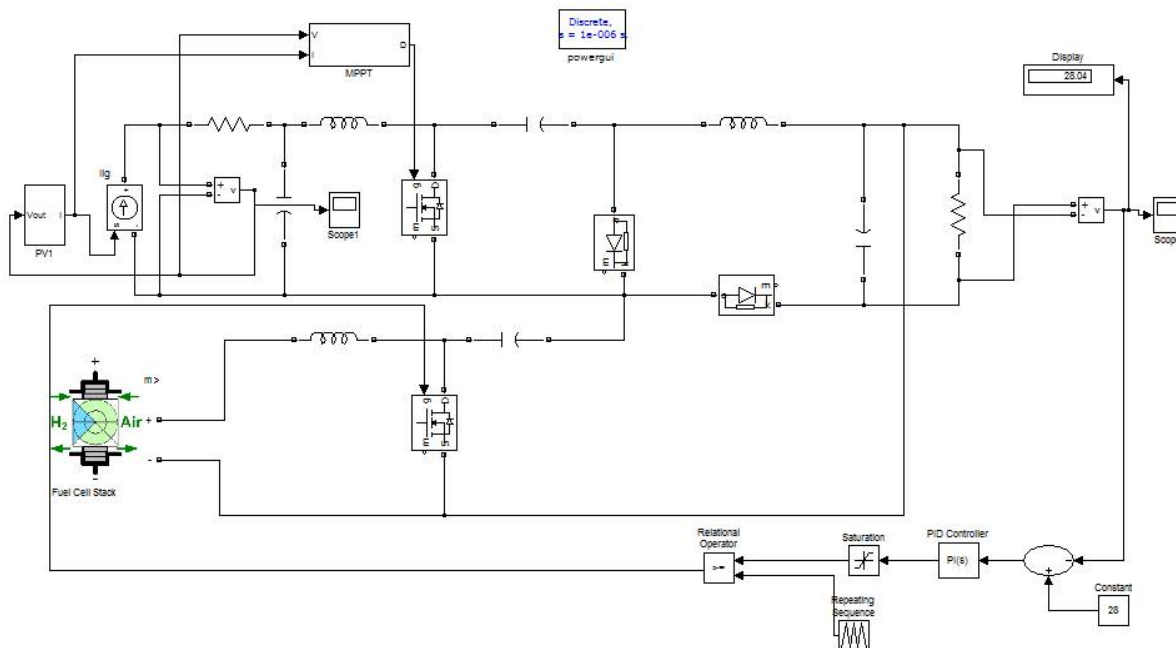 Discrete,
s = 1e-006 s.
powergui
V
I
D
MPPT
Display
28.04
IIg
+
s
-
Vout
I
PV1
+
-
v
Scope1
g
D
m
S
m
k
+
-
v
Scop
m
k
+
m >
H2
Air
+
-
-
Fuel Cell Stack
g
D
m
S
Relational
Operator
>=
Saturation
PID Controller
PI(s)
-
+
Constant
28
Repeating
Sequence